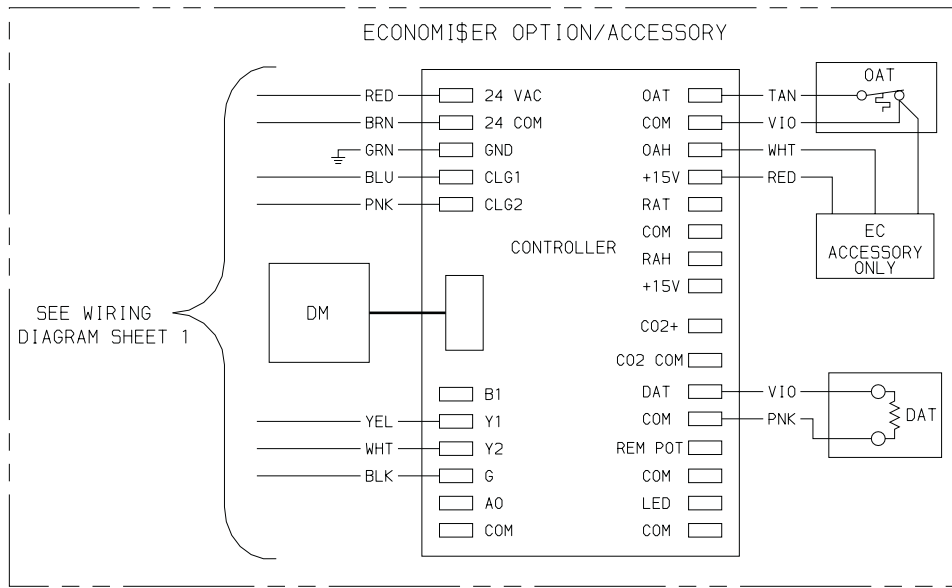 ECONOMI$ER OPTION/ACCESSORY
SEE WIRING
DIAGRAM SHEET 1
RED 24 VAC
BRN 24 COM
GRN GND
BLU CLG1
PNK CLG2
DM
CONTROLLER
B1
YEL Y1
WHT Y2
BLK G
AO
COM
OAT TAN
COM VIO
OAH WHT
+15V RED
RAT
COM
RAH
+15V
CO2+
CO2 COM
DAT VIO
COM PNK
REM POT
COM
LED
COM
OAT
EC
ACCESSORY
ONLY
DAT